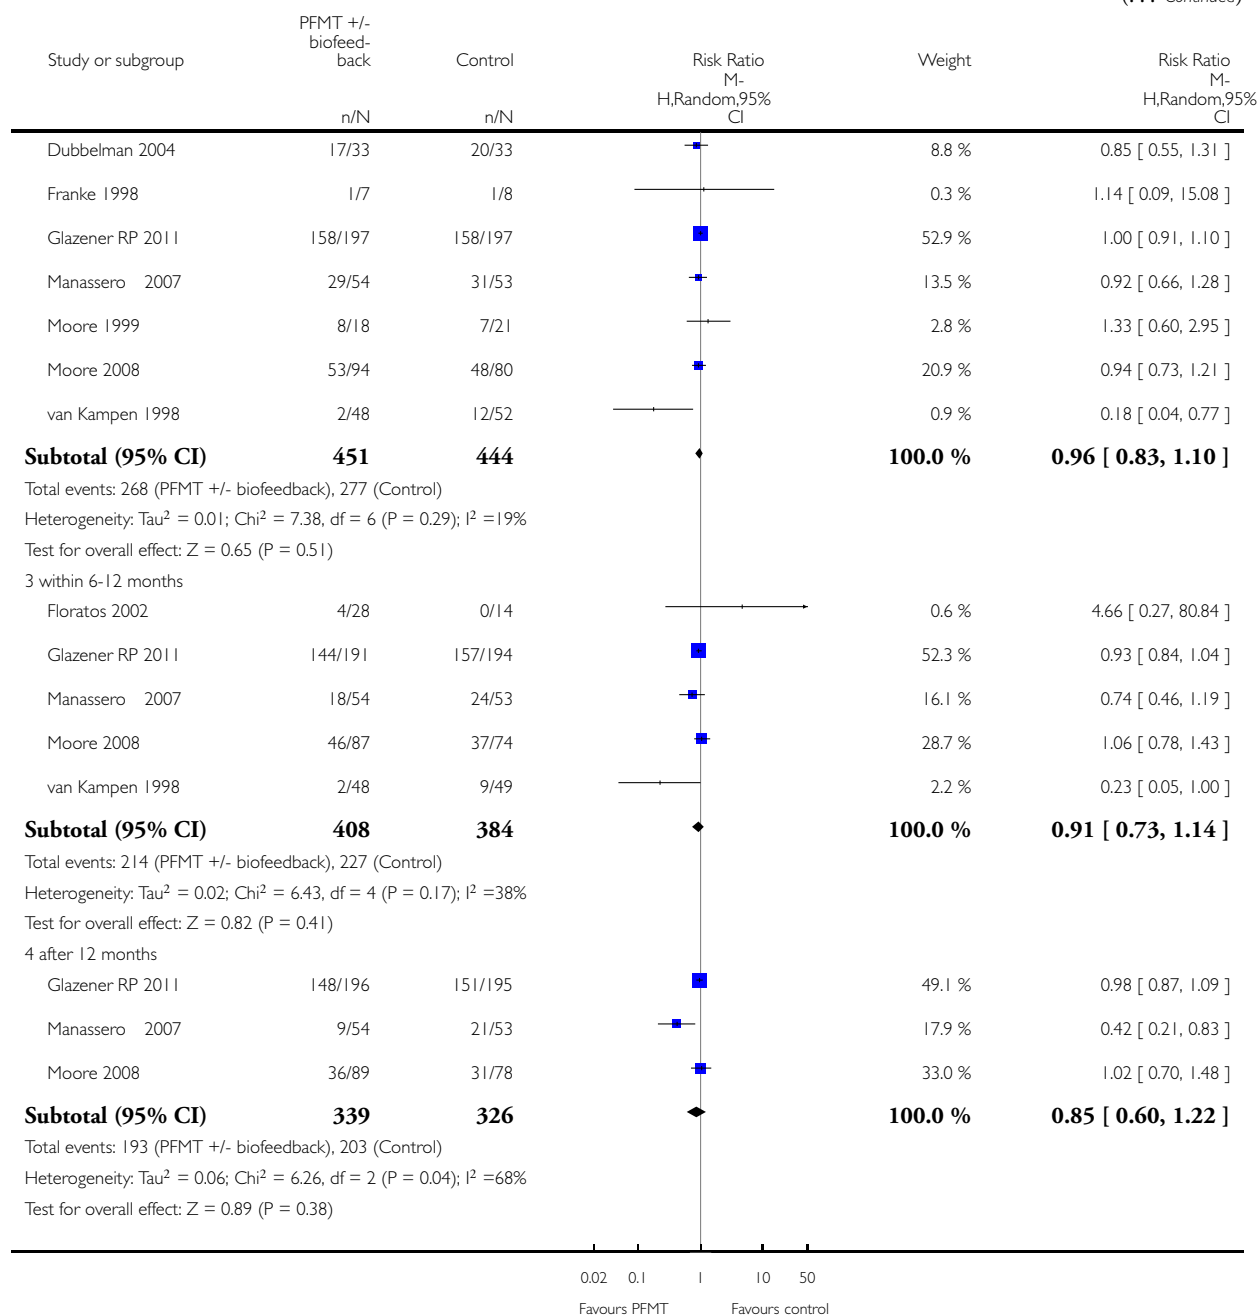 Continued)
Study or subgroup PFMT +/- biofeed- back Control Risk Ratio Weight Risk Ratio
M- H,Random,95% CI M- H,Random,95% CI
n/N n/N
Dubbelman 2004 17/33 20/33 8.8 % 0.85 [ 0.55, 1.31 ]
Franke 1998 1/7 1/8 0.3 % 1.14 [ 0.09, 15.08 ]
Glazener RP 2011 158/197 158/197 52.9 % 1.00 [ 0.91, 1.10 ]
Manassero 2007 29/54 31/53 13.5 % 0.92 [ 0.66, 1.28 ]
Moore 1999 8/18 7/21 2.8 % 1.33 [ 0.60, 2.95 ]
Moore 2008 53/94 48/80 20.9 % 0.94 [ 0.73, 1.21 ]
van Kampen 1998 2/48 12/52 0.9 % 0.18 [ 0.04, 0.77 ]
Subtotal (95% CI) 451 444 100.0 % 0.96 [ 0.83, 1.10 ]
Total events: 268 (PFMT +/- biofeedback), 277 (Control)
Heterogeneity: Tau² = 0.01; Chi² = 7.38, df = 6 (P = 0.29); I² =19%
Test for overall effect: Z = 0.65 (P = 0.51)
3 within 6-12 months
Floratos 2002 4/28 0/14 0.6 % 4.66 [ 0.27, 80.84 ]
Glazener RP 2011 144/191 157/194 52.3 % 0.93 [ 0.84, 1.04 ]
Manassero 2007 18/54 24/53 16.1 % 0.74 [ 0.46, 1.19 ]
Moore 2008 46/87 37/74 28.7 % 1.06 [ 0.78, 1.43 ]
van Kampen 1998 2/48 9/49 2.2 % 0.23 [ 0.05, 1.00 ]
Subtotal (95% CI) 408 384 100.0 % 0.91 [ 0.73, 1.14 ]
Total events: 214 (PFMT +/- biofeedback), 227 (Control)
Heterogeneity: Tau² = 0.02; Chi² = 6.43, df = 4 (P = 0.17); I² =38%
Test for overall effect: Z = 0.82 (P = 0.41)
4 after 12 months
Glazener RP 2011 148/196 151/195 49.1 % 0.98 [ 0.87, 1.09 ]
Manassero 2007 9/54 21/53 17.9 % 0.42 [ 0.21, 0.83 ]
Moore 2008 36/89 31/78 33.0 % 1.02 [ 0.70, 1.48 ]
Subtotal (95% CI) 339 326 100.0 % 0.85 [ 0.60, 1.22 ]
Total events: 193 (PFMT +/- biofeedback), 203 (Control)
Heterogeneity: Tau² = 0.06; Chi² = 6.26, df = 2 (P = 0.04); I² =68%
Test for overall effect: Z = 0.89 (P = 0.38)
0.02 0.1 1 10 50
Favours PFMT Favours control